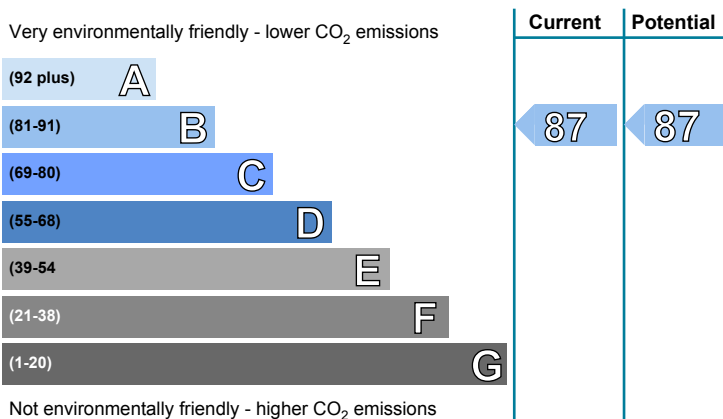 Very environmentally friendly - lower CO2 emissions
Current Potential
(92 plus) A
(81-91) B 87 87
(69-80) C
(55-68) D
(39-54 E
(21-38) F
(1-20) G
Not environmentally friendly - higher CO2 emissions